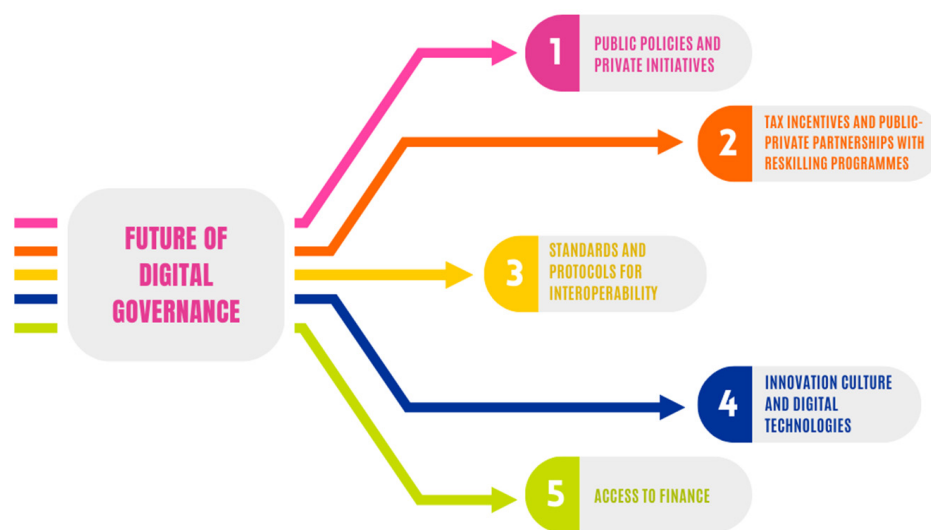 1
PUBLIC POLICIES AND
PRIVATE INITIATIVES
2
TAX INCENTIVES AND PUBLIC-
PRIVATE PARTNERSHIPS WITH
RESKILLING PROGRAMMES
FUTURE OF
DIGITAL
GOVERNANCE
3
STANDARDS AND
PROTOCOLS FOR
INTEROPERABILITY
4
INNOVATION CULTURE
AND DIGITAL
TECHNOLOGIES
5
ACCESS TO FINANCE